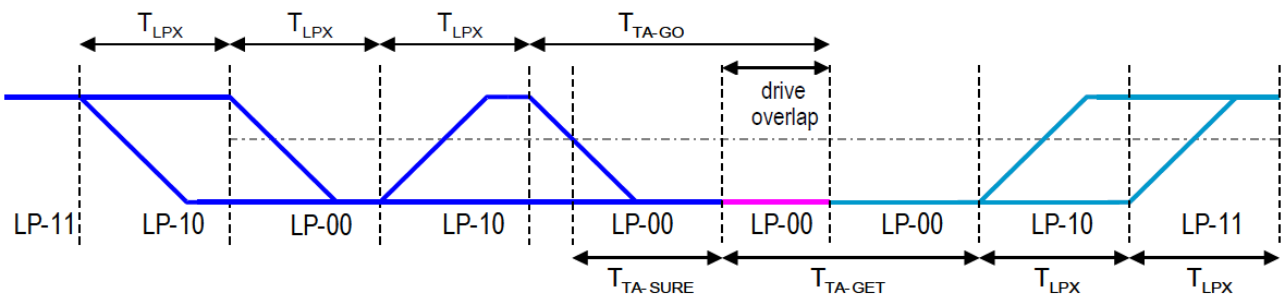 TLPX TLPX TLPX TTA-GO
drive
overlap
LP-11 LP-10 LP-00 LP-10 LP-00 LP-00 LP-00 LP-10 LP-11
TTA-SURE TTA-GET TLPX TLPX